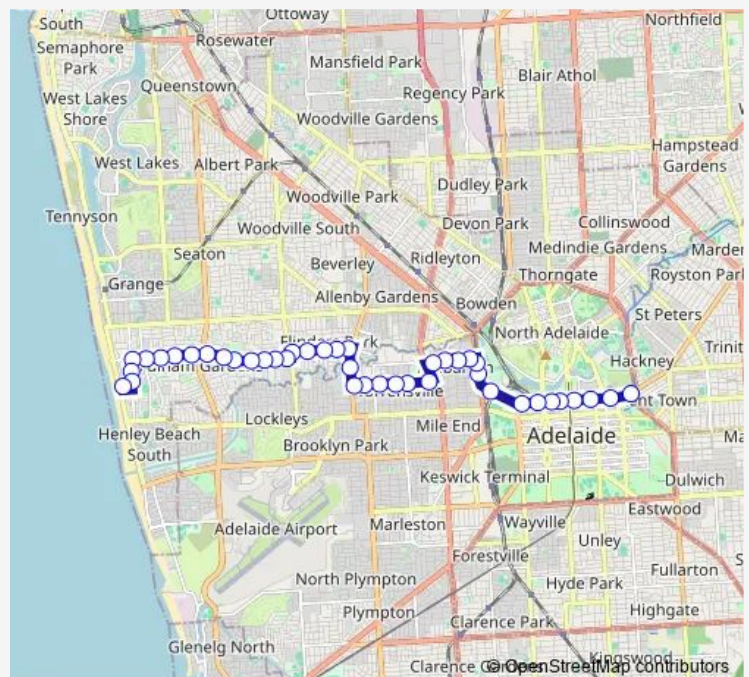 Ottoway
South
Northfield
Semaphore
Park
Rosewater
Mansfield Park
Blair Athol
Queenstown
Regency Park
West Lakes
Shore
Woodville Gardens
Hampstead
Gardens
West Lakes
Albert Park
Dudley Park
Woodville Park
Tennyson
Collinswood
Devon Park
Woodville South
Medindie Gardens
Marden
Seaton
Beverley
Ridleyton
Thorngate
Royston Park
Grange
Allenby Gardens
Bowden
St Peters
North Adelaide
Trinit
Hackney
ent Town
Lockleys
Henley Beach
South
Mile End
Adelaide
Brooklyn Park
Keswick Terminal
Dulwich
Eastwood
Adelaide Airport
Marleston
Wayville
Unley
Forestville
Fullarton
North Plympton
Hyde Park
Plympton
Highgate
Clarence Park
Glenelg North
Kingswood
© OpenStreetMap contributors